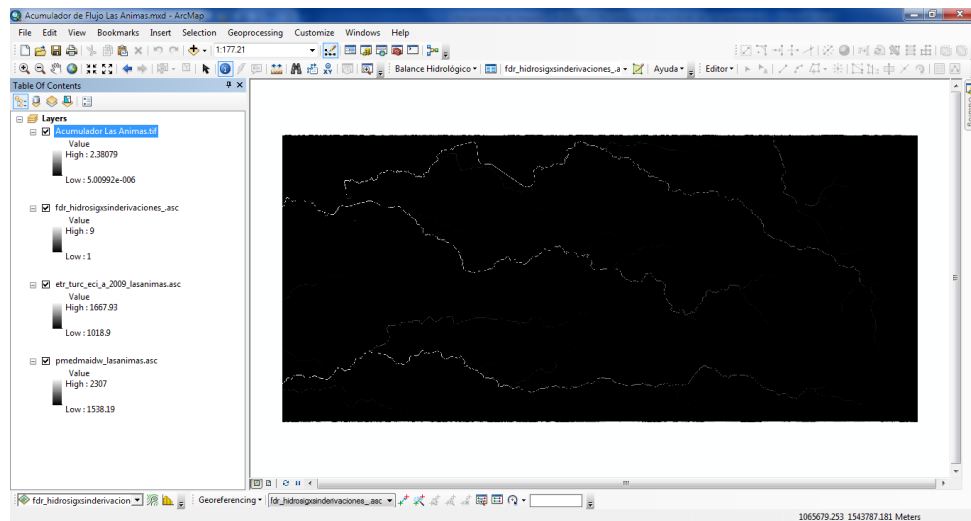 Acumulador de Flujo Las Animas.mxd - ArcMap
File Edit View Bookmarks Insert Selection Geoprocessing Customize Windows Help
1:177.21
Balance Hidrológico fdr_hidrosigxsinderivaciones_.a Ayuda Editor
Table Of Contents
Layers
Acumulador Las Animas.tif
Value
High : 2.38079
Low : 5.00992e-006
fdr_hidrosigxsinderivaciones_.asc
Value
High : 9
Low : 1
etr_turc_eci_a_2009_lasanimas.asc
Value
High : 1667.93
Low : 1018.9
pmedmaidw_lasanimas.asc
Value
High : 2307
Low : 1538.19
fdr_hidrosigxsinderivacion Georeferencing fdr_hidrosigxsinderivaciones_.asc
1065679.253 1543787.181 Meters